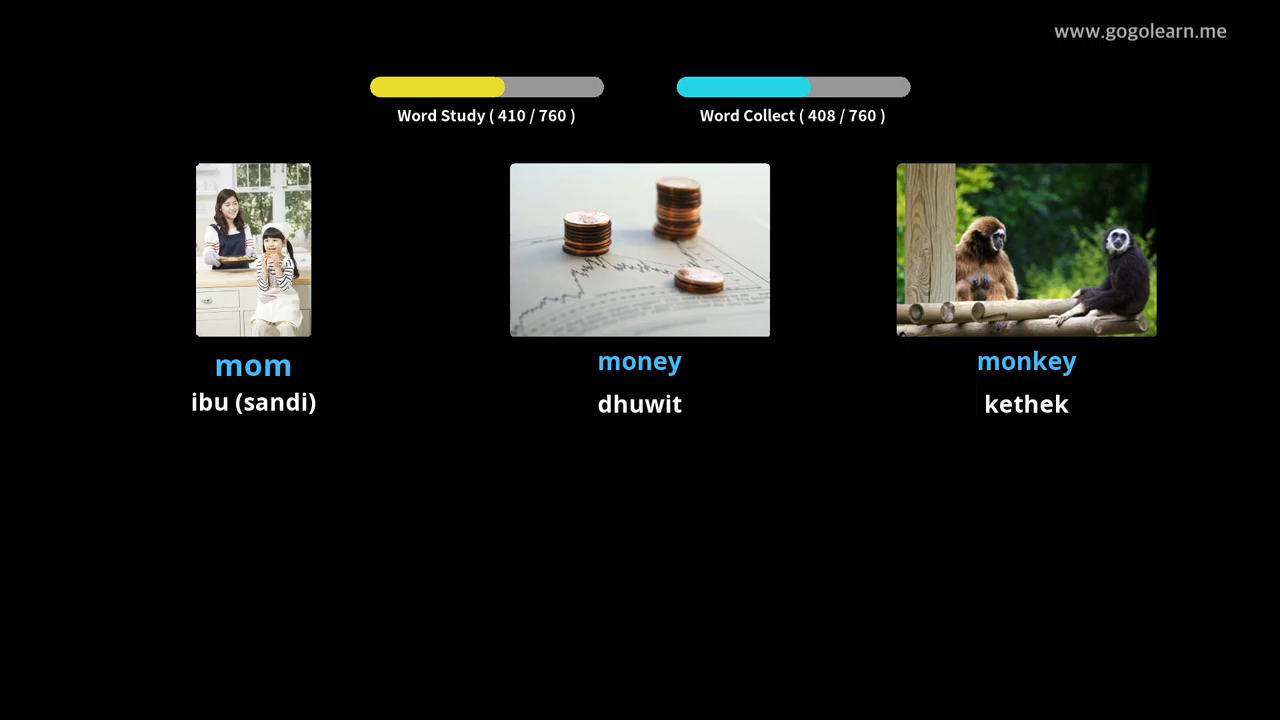 www.gogolearn.me
Word Study ( 410 / 760 )
Word Collect ( 408 / 760 )
mom
ibu (sandi)
money
dhuwit
monkey
kethek